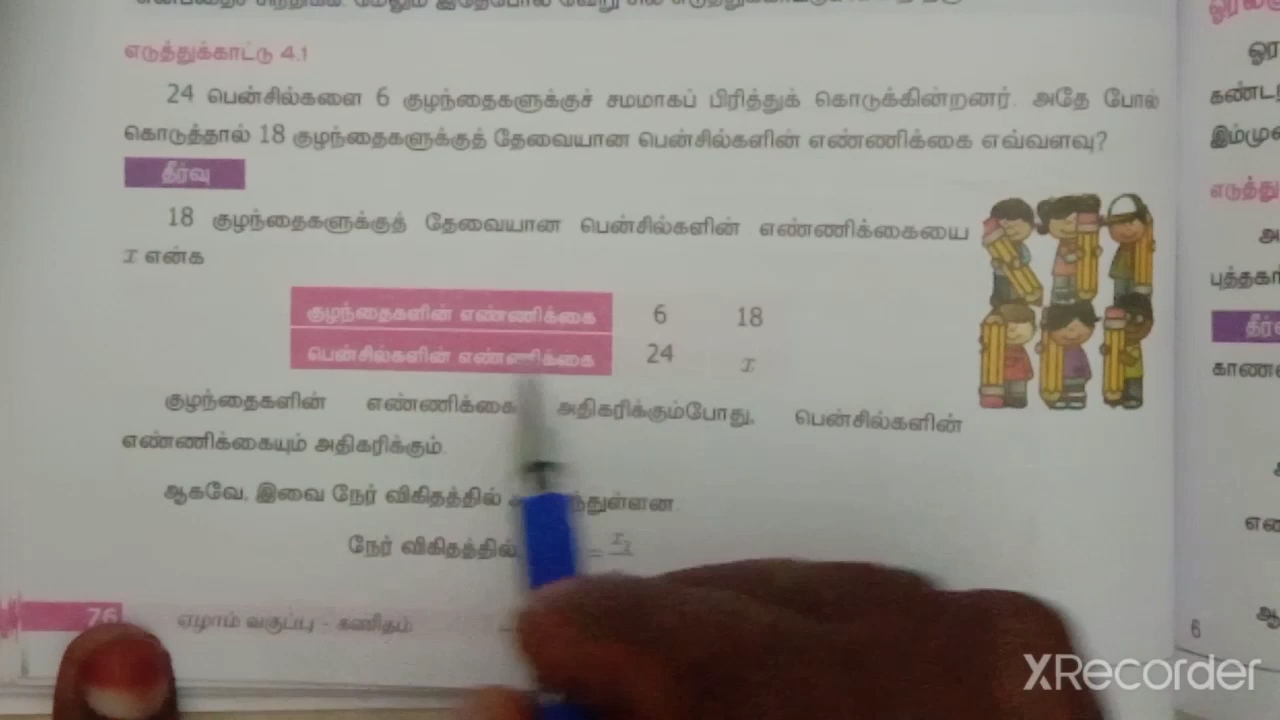 எடுத்துக்காட்டு 4.1
24 பென்சில்களை 6 குழந்தைகளுக்குச் சமமாகப் பிரித்துக் கொடுக்கின்றனர். அதே போல்
கொடுத்தால் 18 குழந்தைகளுக்குத் தேவையான பென்சில்களின் எண்ணிக்கை எவ்வளவு?
தீர்வு
18 குழந்தைகளுக்குத் தேவையான பென்சில்களின் எண்ணிக்கையை
x என்க
குழந்தைகளின் எண்ணிக்கை 6 18
பென்சில்களின் எண்ணிக்கை 24 x
குழந்தைகளின் எண்ணிக்கை அதிகரிக்கும்போது, பென்சில்களின்
எண்ணிக்கையும் அதிகரிக்கும்.
ஆகவே, இவை நேர் விகிதத்தில்
நேர் விகிதத்தில் =
76 ஏழாம் வகுப்பு - கணிதம்
6
XRecorder